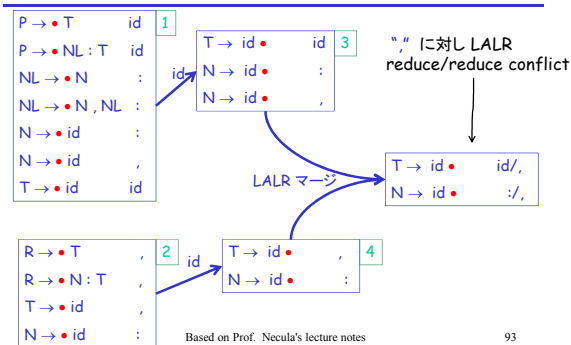 P → • T id 1
P → • NL : T id
NL → • N :
NL → • N , NL :
N → • id :
N → • id ,
T → • id id
id
T → id • id 3
N → id • :
N → id • ,
"," に対し LALR
reduce/reduce conflict
LALR マージ
T → id • id/,
N → id • :/,
R → • T , 2
R → • N : T ,
T → • id ,
N → • id :
id
T → id • , 4
N → id • :
Based on Prof. Necula's lecture notes 93